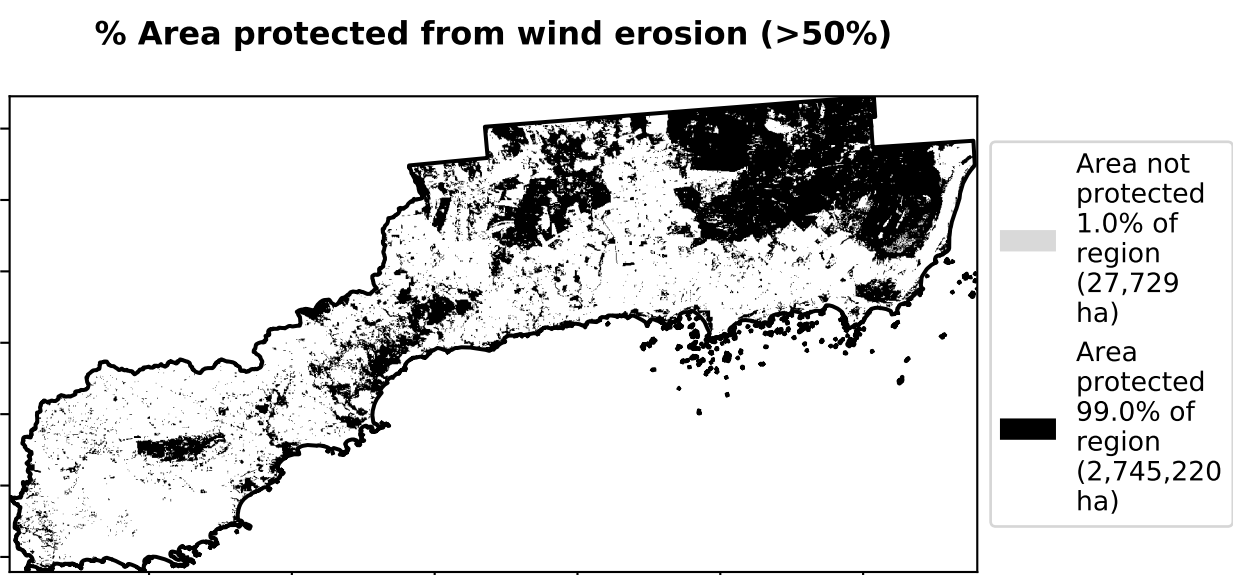 % Area protected from wind erosion (>50%)
Area not
protected
1.0% of
region
(27,729
ha)
Area
protected
99.0% of
region
(2,745,220
ha)